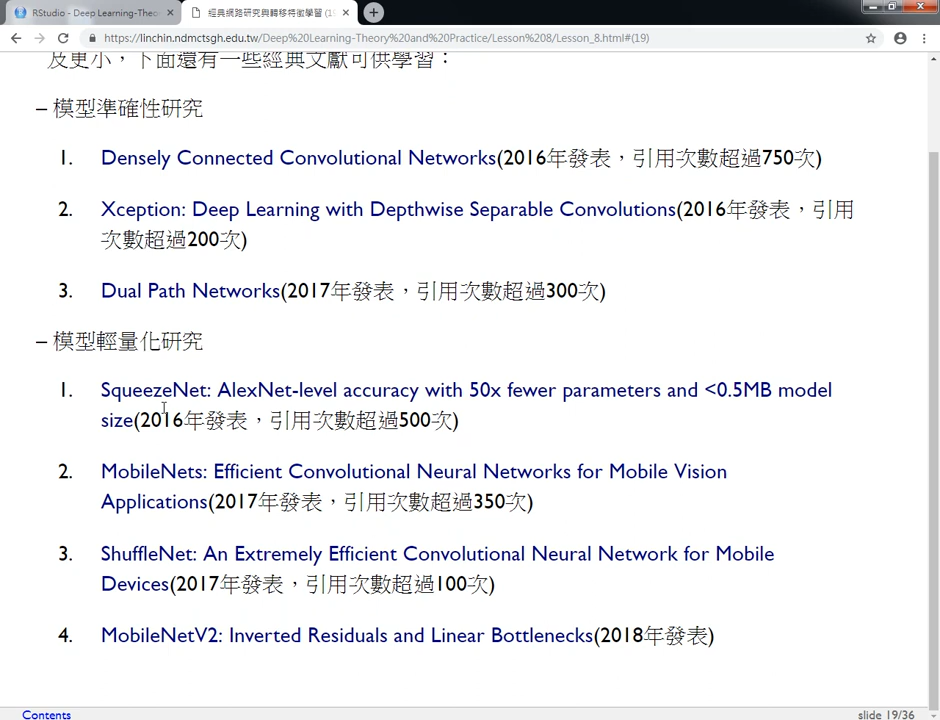 RStudio - Deep Learning-Theo
經典網路研究與轉移特徵學習 (19
https://linchin.ndmctsgh.edu.tw/Deep%20Learning-Theory%20and%20Practice/Lesson%208/Lesson_8.html#(19)
及更小,下面還有一些經典文獻可供學習:
– 模型準確性研究
1. Densely Connected Convolutional Networks(2016年發表,引用次數超過750次)
2. Xception: Deep Learning with Depthwise Separable Convolutions(2016年發表,引用
次數超過200次)
3. Dual Path Networks(2017年發表,引用次數超過300次)
– 模型輕量化研究
1. SqueezeNet: AlexNet-level accuracy with 50x fewer parameters and <0.5MB model
size(2016年發表,引用次數超過500次)
2. MobileNets: Efficient Convolutional Neural Networks for Mobile Vision
Applications(2017年發表,引用次數超過350次)
3. ShuffleNet: An Extremely Efficient Convolutional Neural Network for Mobile
Devices(2017年發表,引用次數超過100次)
4. MobileNetV2: Inverted Residuals and Linear Bottlenecks(2018年發表)
Contents
slide 19/36